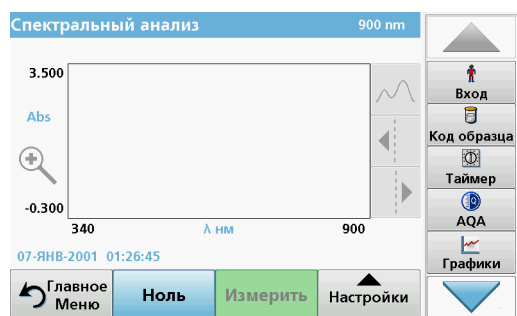 Спектральный анализ 900 nm
3.500
Abs
-0.300
340 λ нм 900
07-ЯНВ-2001 01:26:45
Главное
Меню
Ноль
Измерить
Настройки
Вход
Код образца
Таймер
AQA
Графики